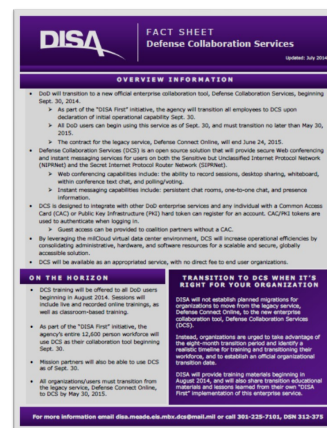 DISA
FACT SHEET
Defense Collaboration Services
Updated: July 2014
OVERVIEW INFORMATION
• DoD will transition to a new official enterprise collaboration tool, Defense Collaboration Services, beginning
Sept. 30, 2014.
➤ As part of the "DISA First" initiative, the agency will transition all employees to DCS upon
declaration of initial operational capability Sept. 30.
➤ All DoD users can begin using this service as of Sept. 30, and must transition no later than May 30,
2015.
➤ The contract for the legacy service, Defense Connect Online, will end June 24, 2015.
• Defense Collaboration Services (DCS) is an open source solution that will provide secure Web conferencing
and instant messaging services for users on both the Sensitive but Unclassified Internet Protocol Network
(NIPRNet) and the Secret Internet Protocol Router Network (SIPRNet).
➤ Web conferencing capabilities include: the ability to record sessions, desktop sharing, whiteboard,
within conference text chat, and polling/voting.
➤ Instant messaging capabilities include: persistent chat rooms, one-to-one chat, and presence
information.
• DCS is designed to integrate with other DoD enterprise services and any individual with a Common Access
Card (CAC) or Public Key Infrastructure (PKI) hard token can register for an account. CAC/PKI tokens are
used to authenticate when logging in.
➤ Guest access can be provided to coalition partners without a CAC.
• By leveraging the milCloud virtual data center environment, DCS will increase operational efficiencies by
consolidating administrative, hardware, and software resources for a scalable and secure, globally
accessible solution.
• DCS will be available as an appropriated service, with no direct fee to end user organizations.
ON THE HORIZON
• DCS training will be offered to all DoD users
beginning in August 2014. Sessions will
include live and recorded online trainings, as
well as classroom-based training.
• As part of the "DISA First" initiative, the
agency's entire 12,600 person workforce will
use DCS as their collaboration tool beginning
Sept. 30.
• Mission partners will also be able to use DCS
as of Sept. 30.
• All organizations/users must transition from
the legacy service, Defense Connect Online,
to DCS by May 30, 2015.
TRANSITION TO DCS WHEN IT'S
RIGHT FOR YOUR ORGANIZATION
DISA will not establish planned migrations for
organizations to move from the legacy service,
Defense Connect Online, to the new enterprise
collaboration tool, Defense Collaboration Services
(DCS).
Instead, organizations are urged to take advantage of
the eight-month transition period and identify a
realistic timeline for training and transitioning their
workforce, and to establish an official organizational
transition date.
DISA will provide training materials beginning in
August 2014, and will also share transition educational
materials and lessons learned from their own "DISA
First" implementation of this enterprise service.
For more information email disa.meade.eis.mbx.dcs@mail.mil or call 301-225-7101, DSN 312-375